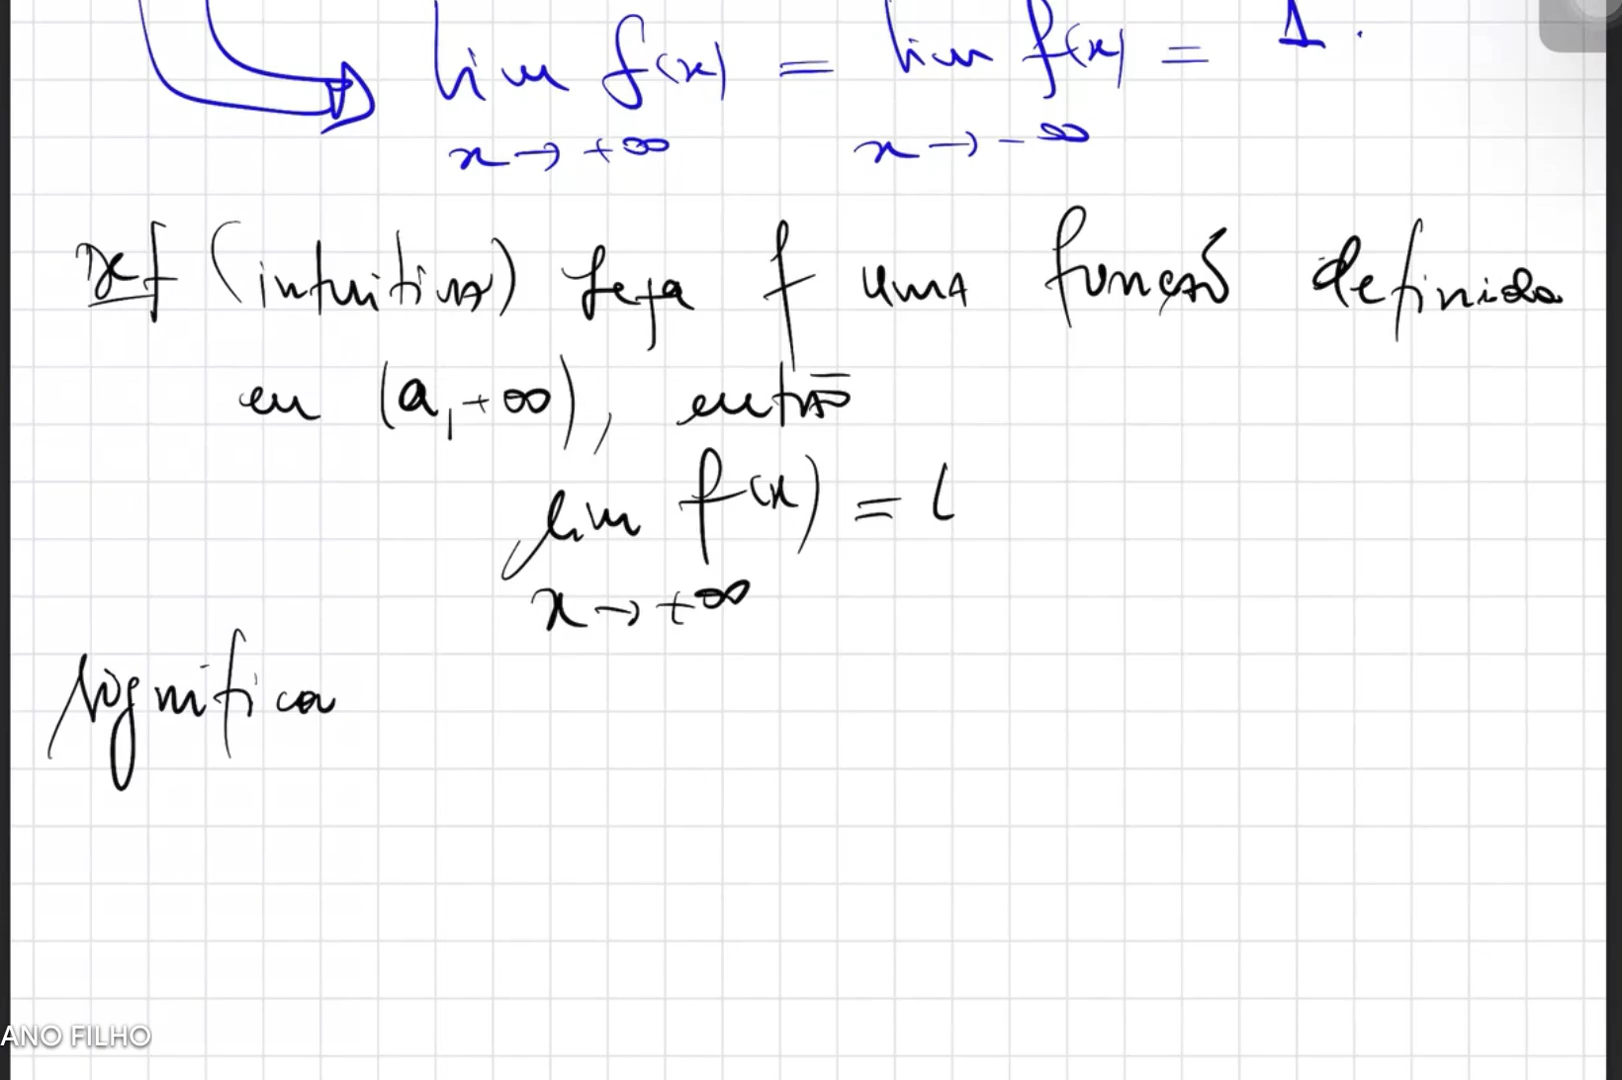 lim f(x) = lim f(x) = 1.
x → +∞ x → -∞
Def (intuitiva) Seja f uma função definida
em (a, +∞), então
lim f(x) = L
x → +∞
significa
ANO FILHO